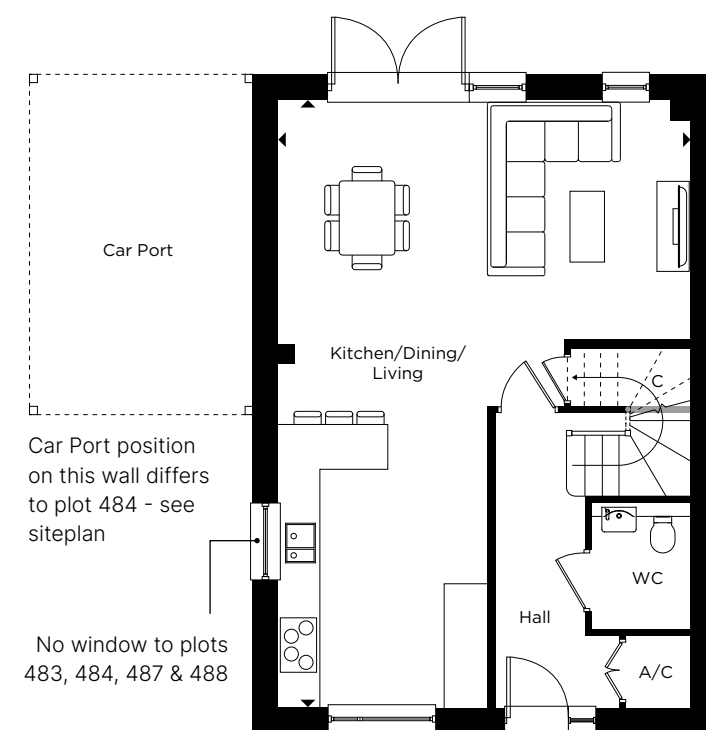 Car Port
Kitchen/Dining/
Living
C
Car Port position
on this wall differs
to plot 484 - see
siteplan
WC
Hall
No window to plots
483, 484, 487 & 488
A/C